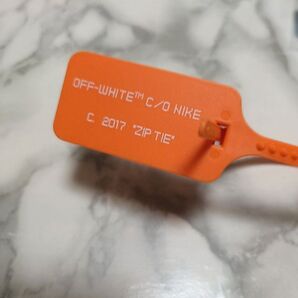 OFF-WHITE™ C/O NIKE
C. 2017 "ZIP TIE"